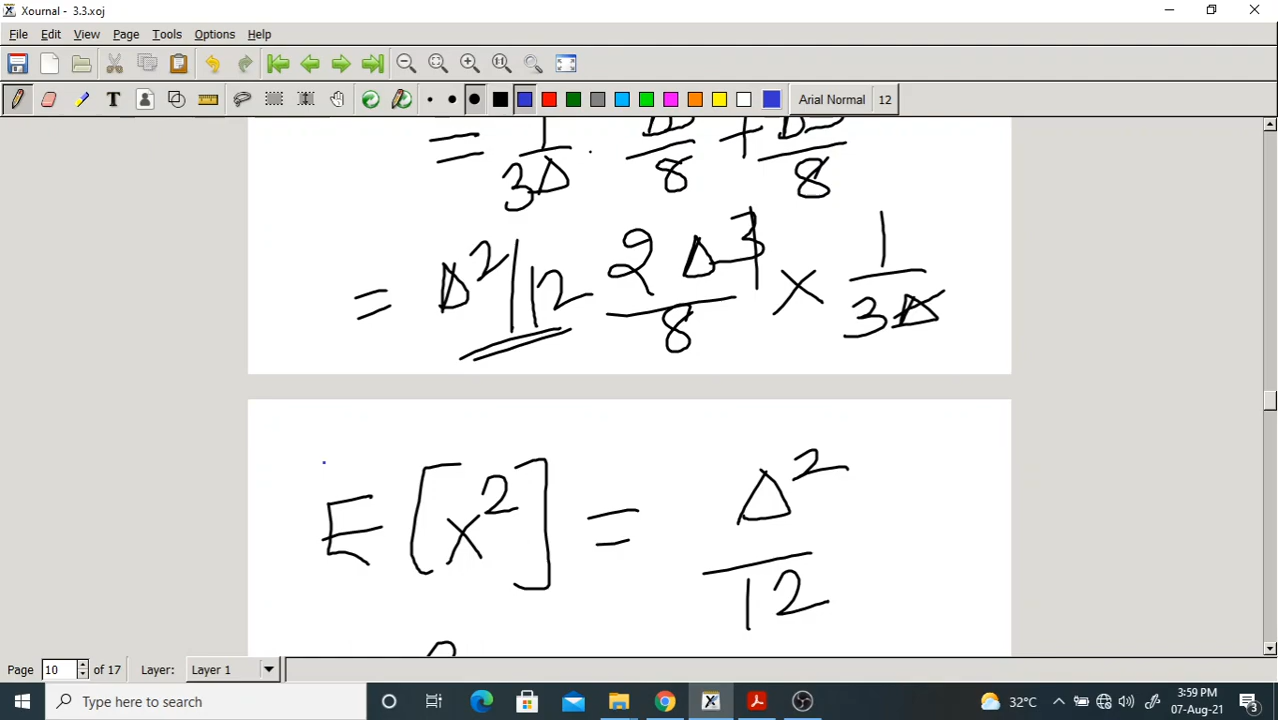 Xournal - 3.3.xoj
File Edit View Page Tools Options Help
Arial Normal 12
= 1/3Δ · Δ³/8 + Δ³/8
= Δ²/12 2Δ³/8 × 1/3Δ
E[x²] = Δ²/12
Page 10 of 17 Layer: Layer 1
Type here to search
32°C
3:59 PM
07-Aug-21
3